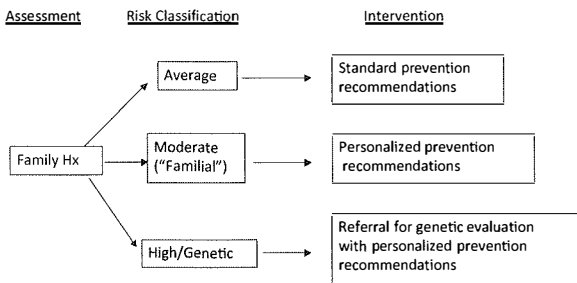 Assessment Risk Classification Intervention
Average
Standard prevention
recommendations
Family Hx
Moderate
("Familial")
Personalized prevention
recommendations
High/Genetic
Referral for genetic evaluation
with personalized prevention
recommendations